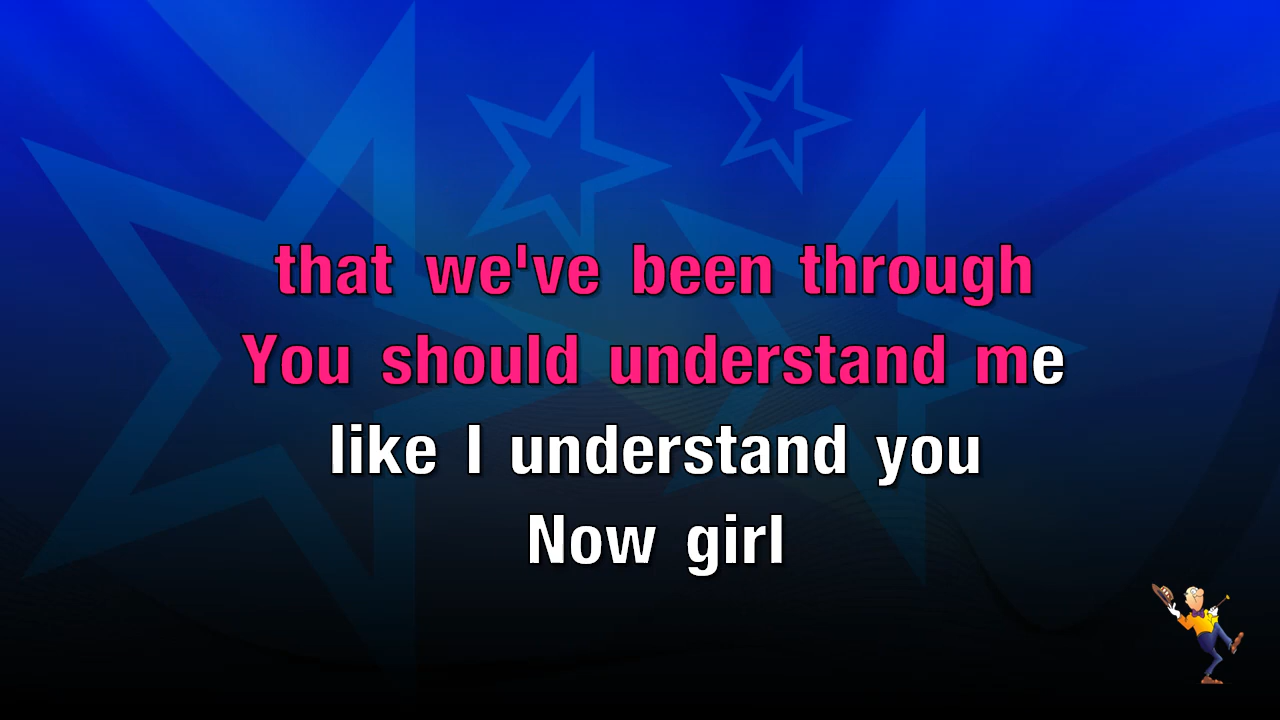 that we've been through
You should understand me
like I understand you
Now girl